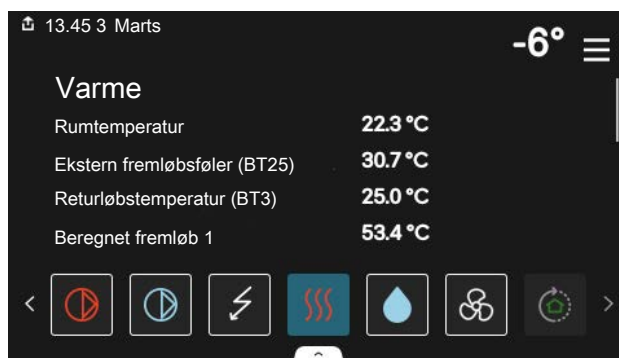 13.45 3 Marts
-6°
Varme
Rumtemperatur 22.3 °C
Ekstern fremløbsføler (BT25) 30.7 °C
Returløbstemperatur (BT3) 25.0 °C
Beregnet fremløb 1 53.4 °C